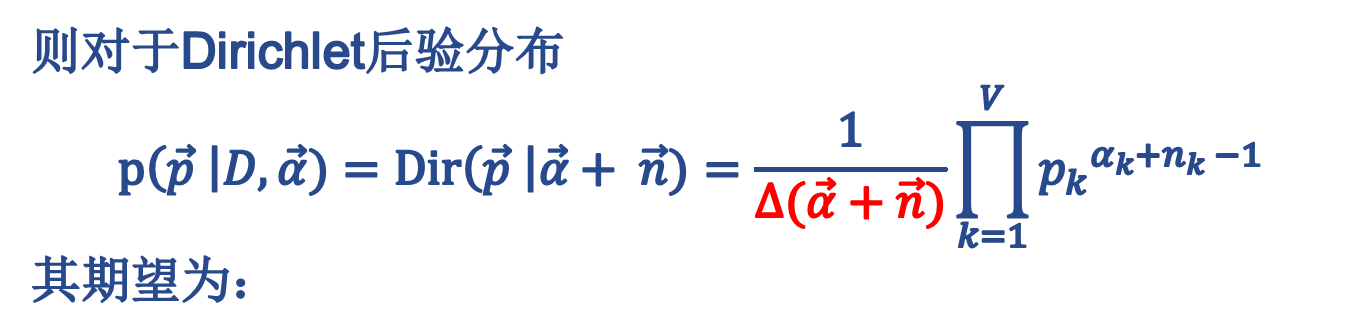 则对于Dirichlet后验分布
p(p⃗ |D, α⃗) = Dir(p⃗ |α⃗ + n⃗) = \frac{1}{Δ(α⃗ + n⃗)} ∏_{k=1}^{V} p_k^{α_k+n_k −1}
其期望为: